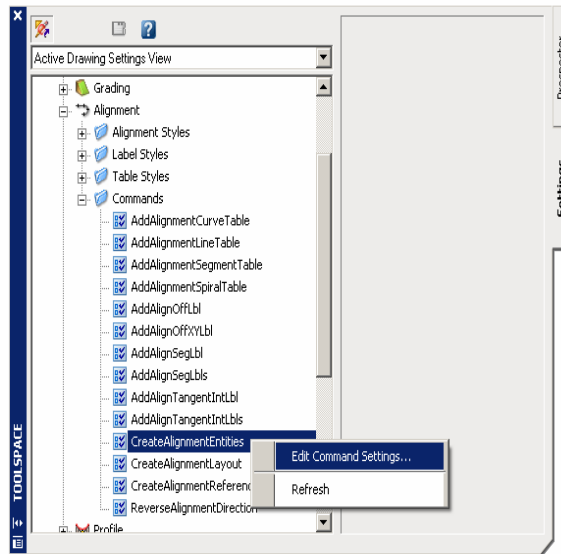 Active Drawing Settings View
Grading
Alignment
Alignment Styles
Label Styles
Table Styles
Commands
AddAlignmentCurveTable
AddAlignmentLineTable
AddAlignmentSegmentTable
AddAlignmentSpiralTable
AddAlignOffLbl
AddAlignOffXYLbl
AddAlignSegLbl
AddAlignSegLbls
AddAlignTangentIntLbl
AddAlignTangentIntLbls
CreateAlignmentEntities
CreateAlignmentLayout
CreateAlignmentReferenc
ReverseAlignmentDirection
Profile
Edit Command Settings...
Refresh
TOOLSPACE
Prospector
Settings